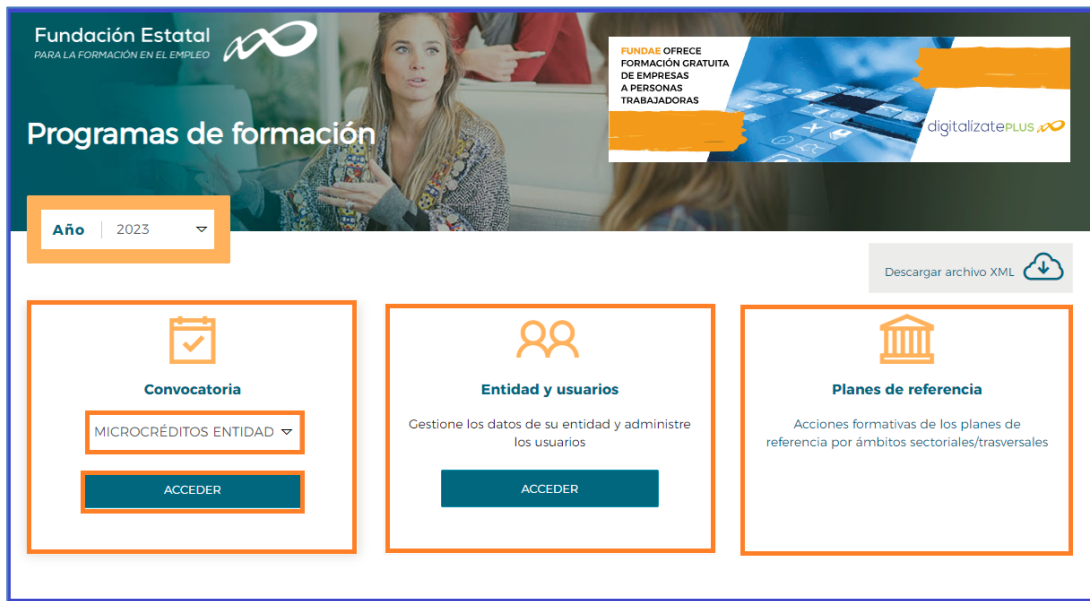 Fundación Estatal
PARA LA FORMACIÓN EN EL EMPLEO
FUNDAE OFRECE
FORMACIÓN GRATUITA
DE EMPRESAS
A PERSONAS
TRABAJADORAS
digitalízatePLUS
Programas de formación
Año 2023
Descargar archivo XML
Convocatoria
MICROCRÉDITOS ENTIDAD
ACCEDER
Entidad y usuarios
Gestione los datos de su entidad y administre
los usuarios
ACCEDER
Planes de referencia
Acciones formativas de los planes de
referencia por ámbitos sectoriales/trasversales